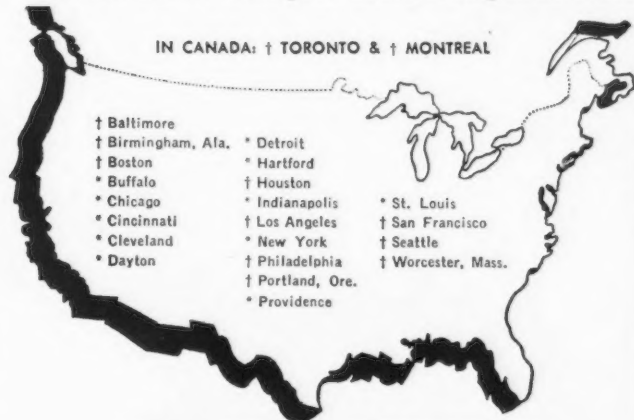 IN CANADA: † TORONTO & † MONTREAL
† Baltimore
† Birmingham, Ala.
† Boston
* Buffalo
* Chicago
* Cincinnati
* Cleveland
* Dayton
* Detroit
* Hartford
† Houston
* Indianapolis
† Los Angeles
* New York
† Philadelphia
† Portland, Ore.
* Providence
* St. Louis
† San Francisco
† Seattle
† Worcester, Mass.